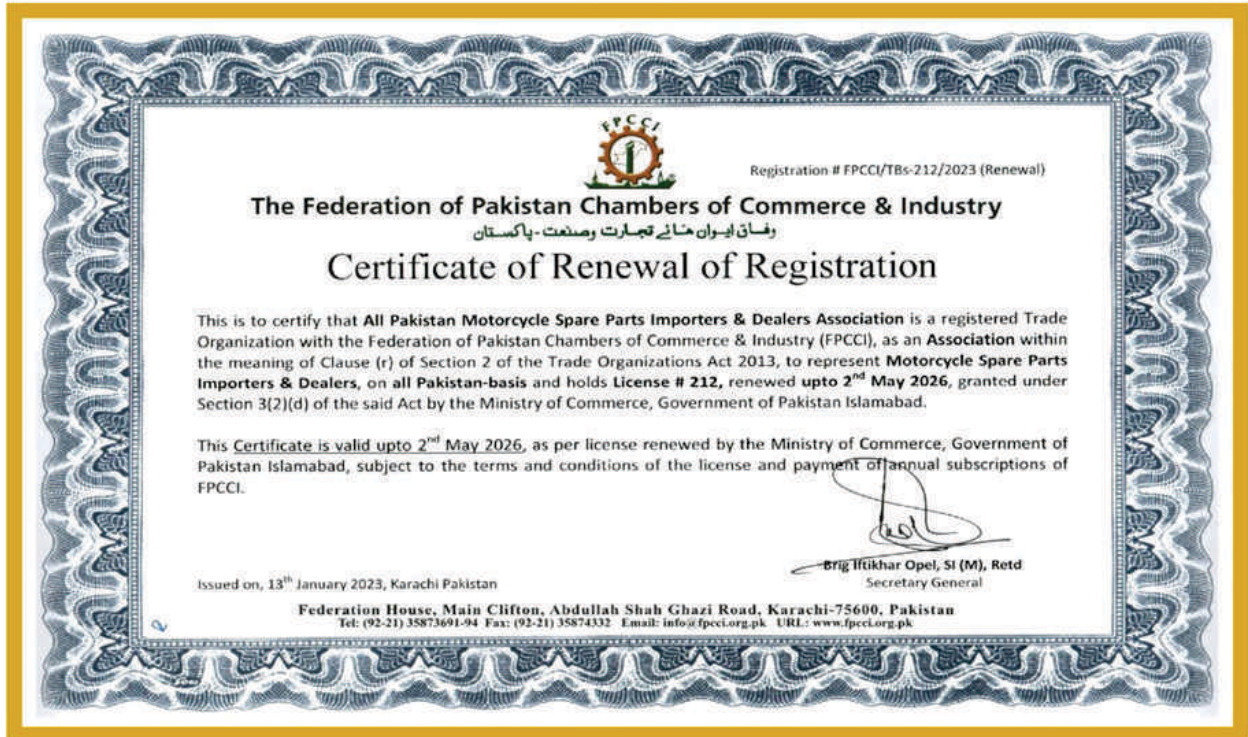 FPCCI
Registration # FPCCI/TBs-212/2023 (Renewal)
The Federation of Pakistan Chambers of Commerce & Industry
وفاق ایوان ہائے تجارت وصنعت - پاکستان
Certificate of Renewal of Registration
This is to certify that All Pakistan Motorcycle Spare Parts Importers & Dealers Association is a registered Trade
Organization with the Federation of Pakistan Chambers of Commerce & Industry (FPCCI), as an Association within
the meaning of Clause (r) of Section 2 of the Trade Organizations Act 2013, to represent Motorcycle Spare Parts
Importers & Dealers, on all Pakistan-basis and holds License # 212, renewed upto 2nd May 2026, granted under
Section 3(2)(d) of the said Act by the Ministry of Commerce, Government of Pakistan Islamabad.
This Certificate is valid upto 2nd May 2026, as per license renewed by the Ministry of Commerce, Government of
Pakistan Islamabad, subject to the terms and conditions of the license and payment of annual subscriptions of
FPCCI.
Brig Iftikhar Opel, SI (M), Retd
Secretary General
Issued on, 13th January 2023, Karachi Pakistan
Federation House, Main Clifton, Abdullah Shah Ghazi Road, Karachi-75600, Pakistan
Tel: (92-21) 35873691-94 Fax: (92-21) 35874332 Email: info@fpcci.org.pk URL: www.fpcci.org.pk